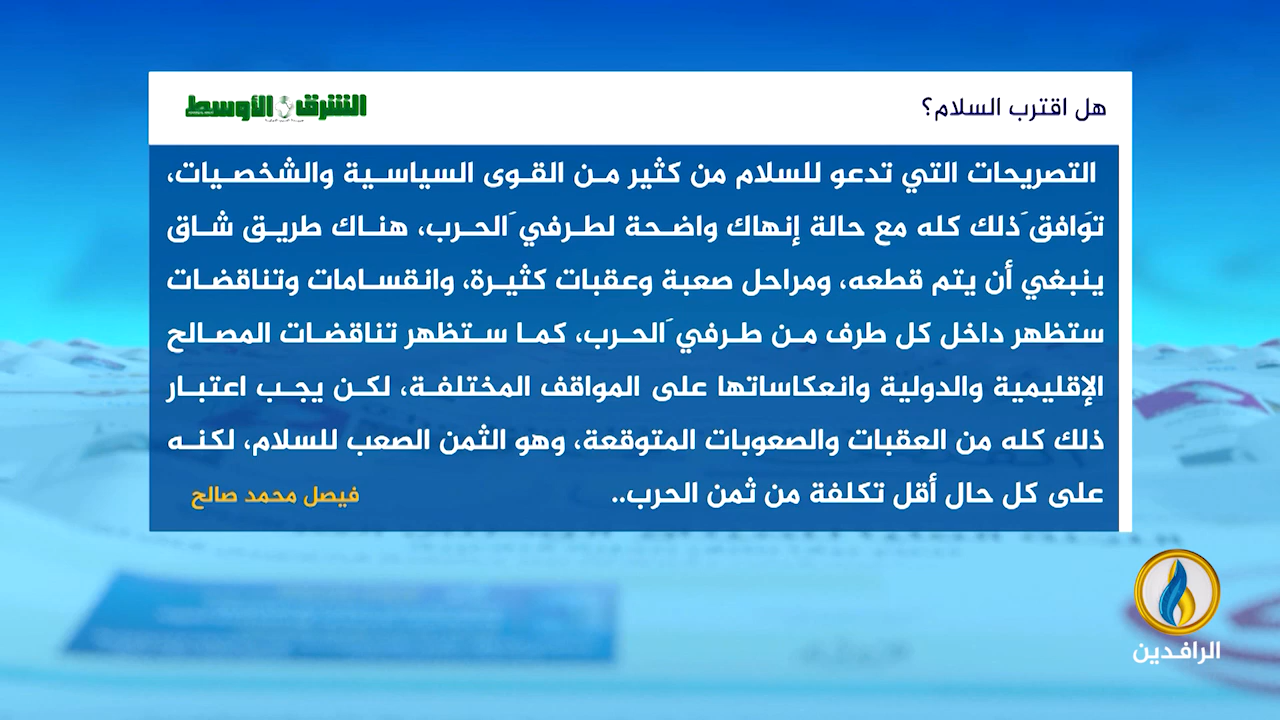 هل اقترب السلام؟
الشرق الأوسط
التصريحات التي تدعو للسلام من كثير من القوى السياسية والشخصيات،
توَافق َذلك كله مع حالة إنهاك واضحة لطرفي َالحرب، هناك طريق شاق
ينبغي أن يتم قطعه، ومراحل صعبة وعقبات كثيرة، وانقسامات وتناقضات
ستظهر داخل كل طرف من طرفي َالحرب، كما ستظهر تناقضات المصالح
الإقليمية والدولية وانعكاساتها على المواقف المختلفة، لكن يجب اعتبار
ذلك كله من العقبات والصعوبات المتوقعة، وهو الثمن الصعب للسلام، لكنه
على كل حال أقل تكلفة من ثمن الحرب..
فيصل محمد صالح
الرافدين